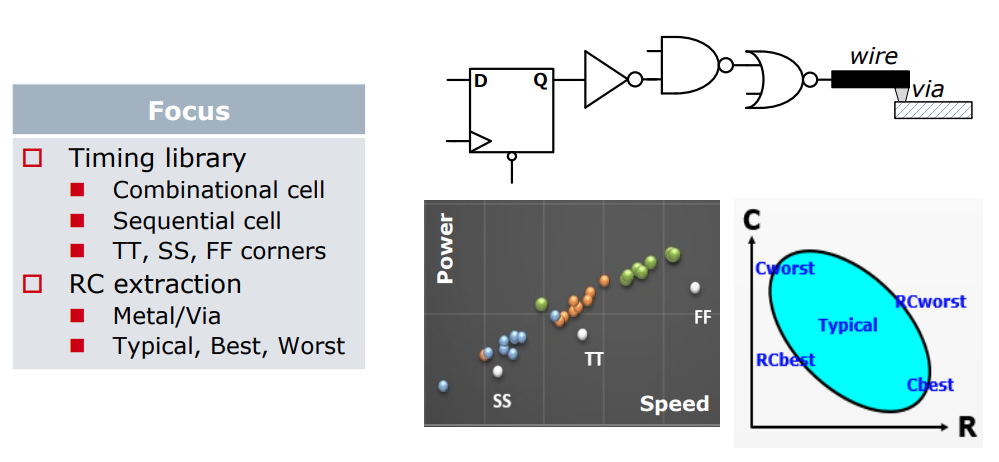 Focus
Timing library
Combinational cell
Sequential cell
TT, SS, FF corners
RC extraction
Metal/Via
Typical, Best, Worst
D
Q
wire
via
Power
FF
TT
SS
Speed
C
Cworst
RCworst
Typical
RCbest
Cbest
R